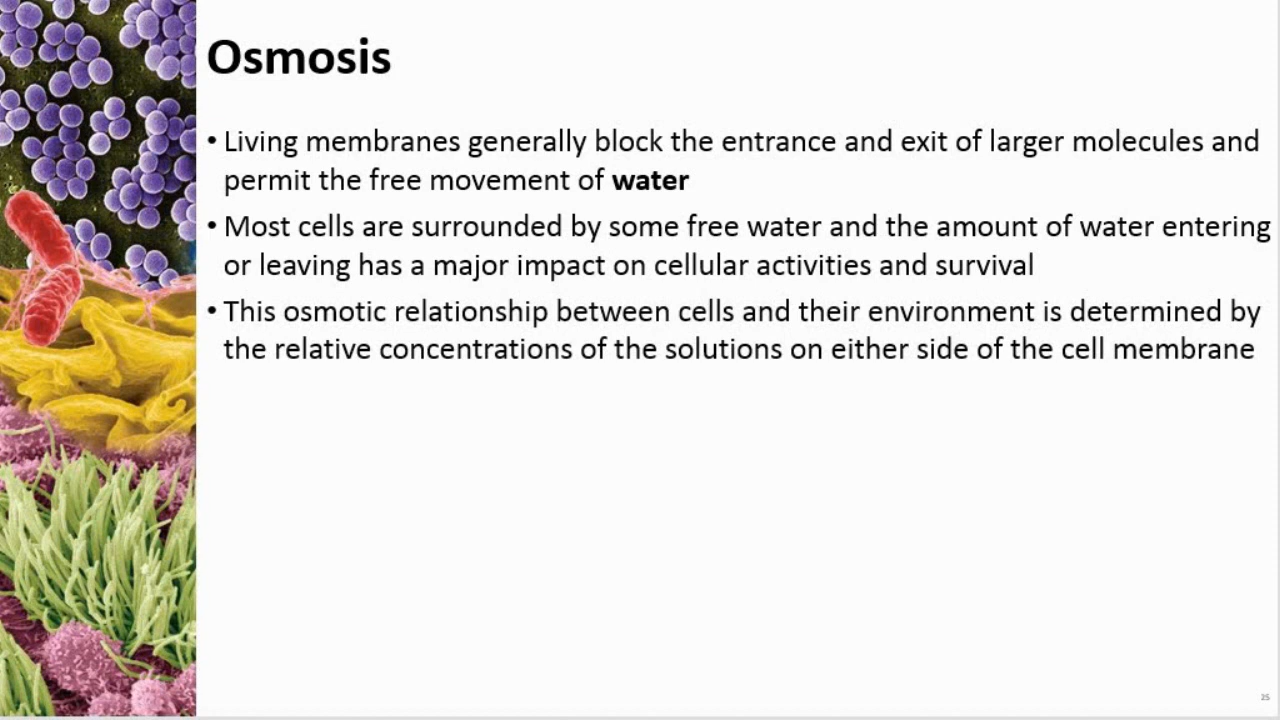 Osmosis
• Living membranes generally block the entrance and exit of larger molecules and
permit the free movement of water
• Most cells are surrounded by some free water and the amount of water entering
or leaving has a major impact on cellular activities and survival
• This osmotic relationship between cells and their environment is determined by
the relative concentrations of the solutions on either side of the cell membrane
25